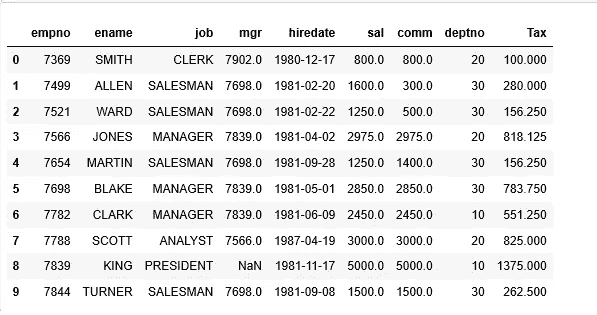 empno ename job mgr hiredate sal comm deptno Tax
0 7369 SMITH CLERK 7902.0 1980-12-17 800.0 800.0 20 100.000
1 7499 ALLEN SALESMAN 7698.0 1981-02-20 1600.0 300.0 30 280.000
2 7521 WARD SALESMAN 7698.0 1981-02-22 1250.0 500.0 30 156.250
3 7566 JONES MANAGER 7839.0 1981-04-02 2975.0 2975.0 20 818.125
4 7654 MARTIN SALESMAN 7698.0 1981-09-28 1250.0 1400.0 30 156.250
5 7698 BLAKE MANAGER 7839.0 1981-05-01 2850.0 2850.0 30 783.750
6 7782 CLARK MANAGER 7839.0 1981-06-09 2450.0 2450.0 10 551.250
7 7788 SCOTT ANALYST 7566.0 1987-04-19 3000.0 3000.0 20 825.000
8 7839 KING PRESIDENT NaN 1981-11-17 5000.0 5000.0 10 1375.000
9 7844 TURNER SALESMAN 7698.0 1981-09-08 1500.0 1500.0 30 262.500